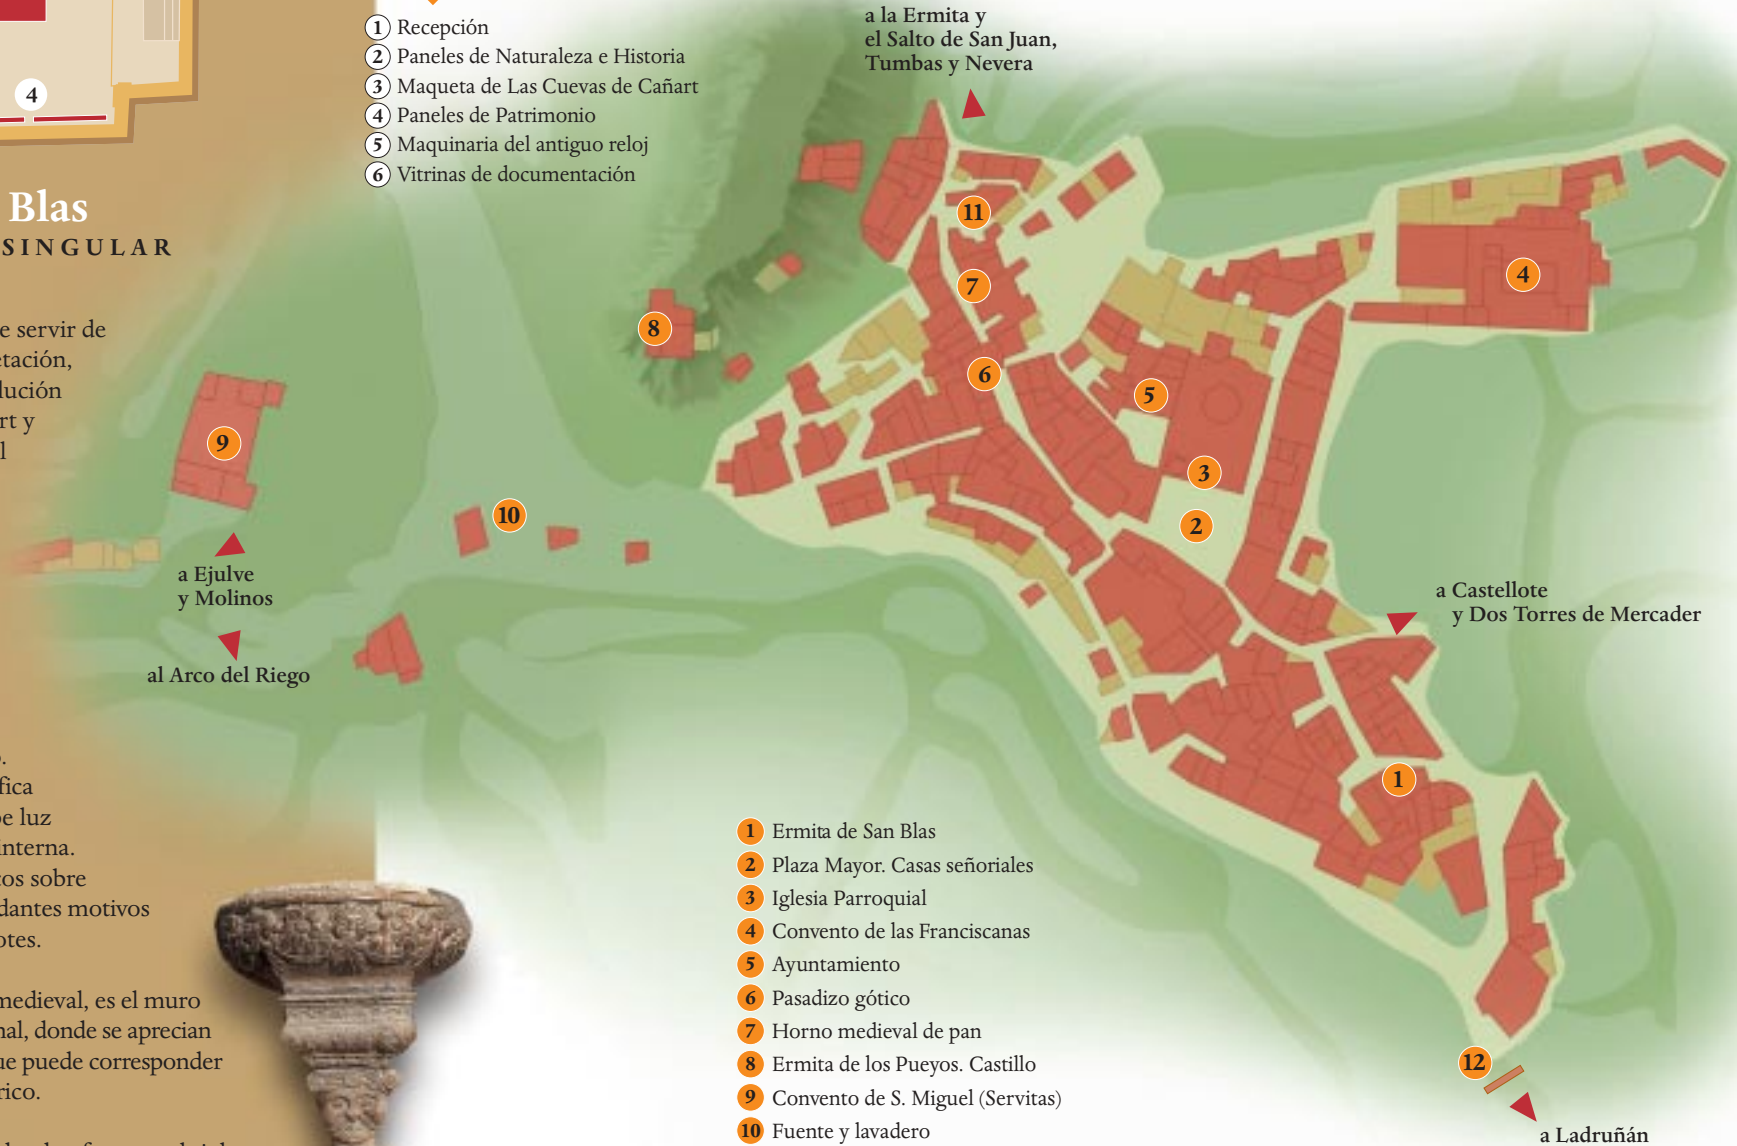 4
Blas
SINGULAR
e servir de
etación,
lución
rt y
l
.
fica
be luz
interna.
cos sobre
dantes motivos
otes.
medieval, es el muro
nal, donde se aprecian
ue puede corresponder
rico.
1 Recepción
2 Paneles de Naturaleza e Historia
3 Maqueta de Las Cuevas de Cañart
4 Paneles de Patrimonio
5 Maquinaria del antiguo reloj
6 Vitrinas de documentación
a la Ermita y
el Salto de San Juan,
Tumbas y Nevera
11
7
8
6
5
4
9
3
10
2
a Ejulve
y Molinos
al Arco del Riego
a Castellote
y Dos Torres de Mercader
1
12
a Ladruñán
1 Ermita de San Blas
2 Plaza Mayor. Casas señoriales
3 Iglesia Parroquial
4 Convento de las Franciscanas
5 Ayuntamiento
6 Pasadizo gótico
7 Horno medieval de pan
8 Ermita de los Pueyos. Castillo
9 Convento de S. Miguel (Servitas)
10 Fuente y lavadero